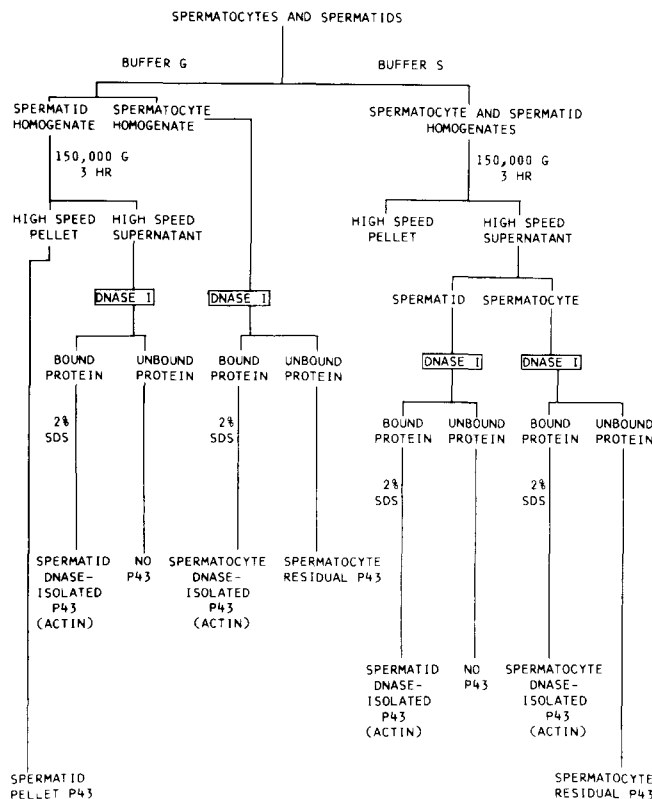 SPERMATOCYTES AND SPERMATIDS
BUFFER G
BUFFER S
SPERMATID
HOMOGENATE
SPERMATOCYTE
HOMOGENATE
SPERMATOCYTE AND SPERMATID
HOMOGENATES
150,000 G
3 HR
150,000 G
3 HR
HIGH SPEED
PELLET
HIGH SPEED
SUPERNATANT
HIGH SPEED
PELLET
HIGH SPEED
SUPERNATANT
DNASE I
DNASE I
SPERMATID
SPERMATOCYTE
BOUND
PROTEIN
UNBOUND
PROTEIN
BOUND
PROTEIN
UNBOUND
PROTEIN
DNASE I
DNASE I
2%
SDS
2%
SDS
BOUND
PROTEIN
UNBOUND
PROTEIN
BOUND
PROTEIN
UNBOUND
PROTEIN
2%
SDS
2%
SDS
SPERMATID
DNASE-
ISOLATED
P43
(ACTIN)
NO
P43
SPERMATOCYTE
DNASE-
ISOLATED
P43
(ACTIN)
SPERMATOCYTE
RESIDUAL P43
SPERMATID
DNASE-
ISOLATED
P43
(ACTIN)
NO
P43
SPERMATOCYTE
DNASE-
ISOLATED
P43
(ACTIN)
SPERMATID
PELLET P43
SPERMATOCYTE
RESIDUAL P43